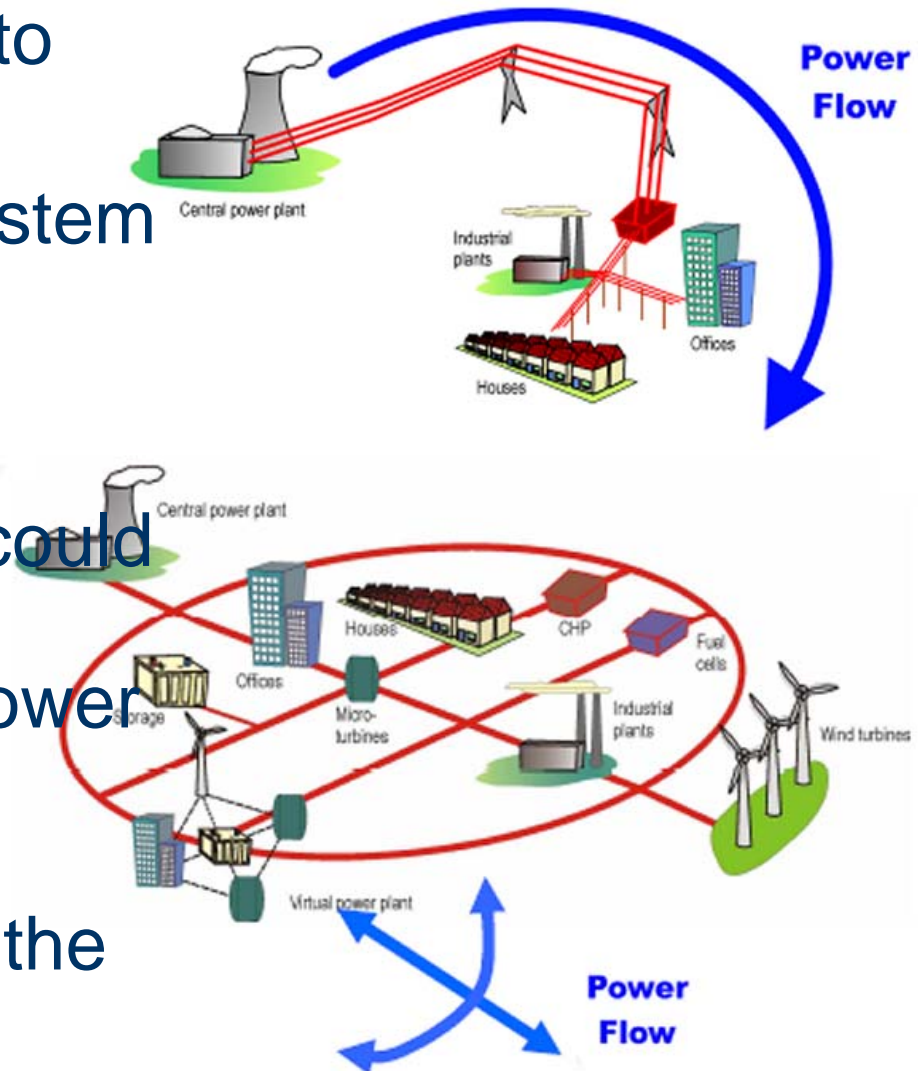 to
Power
Flow
Central power plant
stem
Industrial
plants
Offices
Houses
Central power plant
could
Houses
CHP
Fuel
cells
Offices
ower
Storage
Micro-
turbines
Industrial
plants
Wind turbines
Virtual power plant
the
Power
Flow